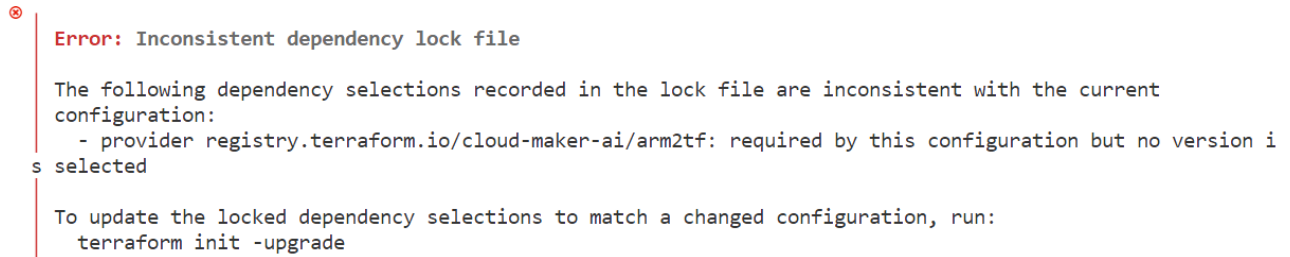 Error: Inconsistent dependency lock file
The following dependency selections recorded in the lock file are inconsistent with the current
configuration:
- provider registry.terraform.io/cloud-maker-ai/arm2tf: required by this configuration but no version i
s selected
To update the locked dependency selections to match a changed configuration, run:
terraform init -upgrade